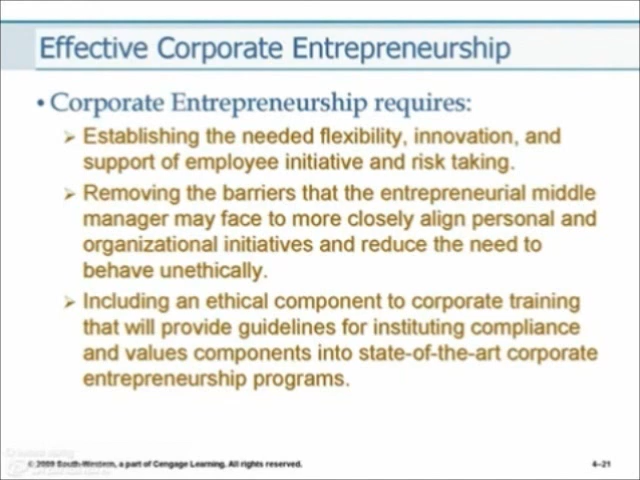 Effective Corporate Entrepreneurship
• Corporate Entrepreneurship requires:
➢ Establishing the needed flexibility, innovation, and
support of employee initiative and risk taking.
➢ Removing the barriers that the entrepreneurial middle
manager may face to more closely align personal and
organizational initiatives and reduce the need to
behave unethically.
➢ Including an ethical component to corporate training
that will provide guidelines for instituting compliance
and values components into state-of-the-art corporate
entrepreneurship programs.
© 2009 South-Western, a part of Cengage Learning. All rights reserved.
4–21